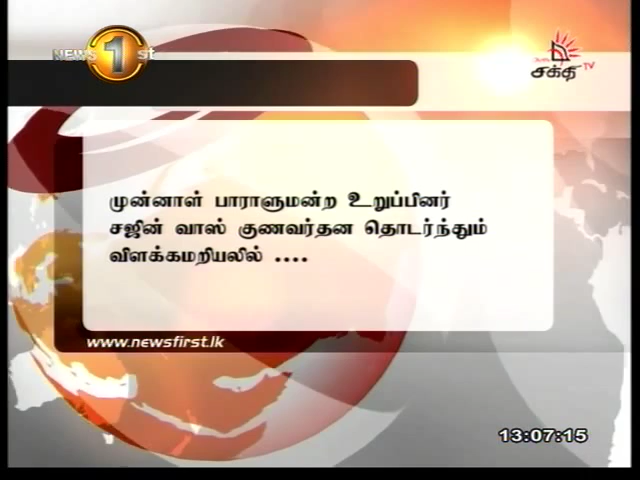 NEWS 1st
சக்தி TV
முன்னாள் பாராளுமன்ற உறுப்பினர்
சஜின் வாஸ் குணவர்தன தொடர்ந்தும்
விளக்கமறியலில் ....
www.newsfirst.lk
13:07:15